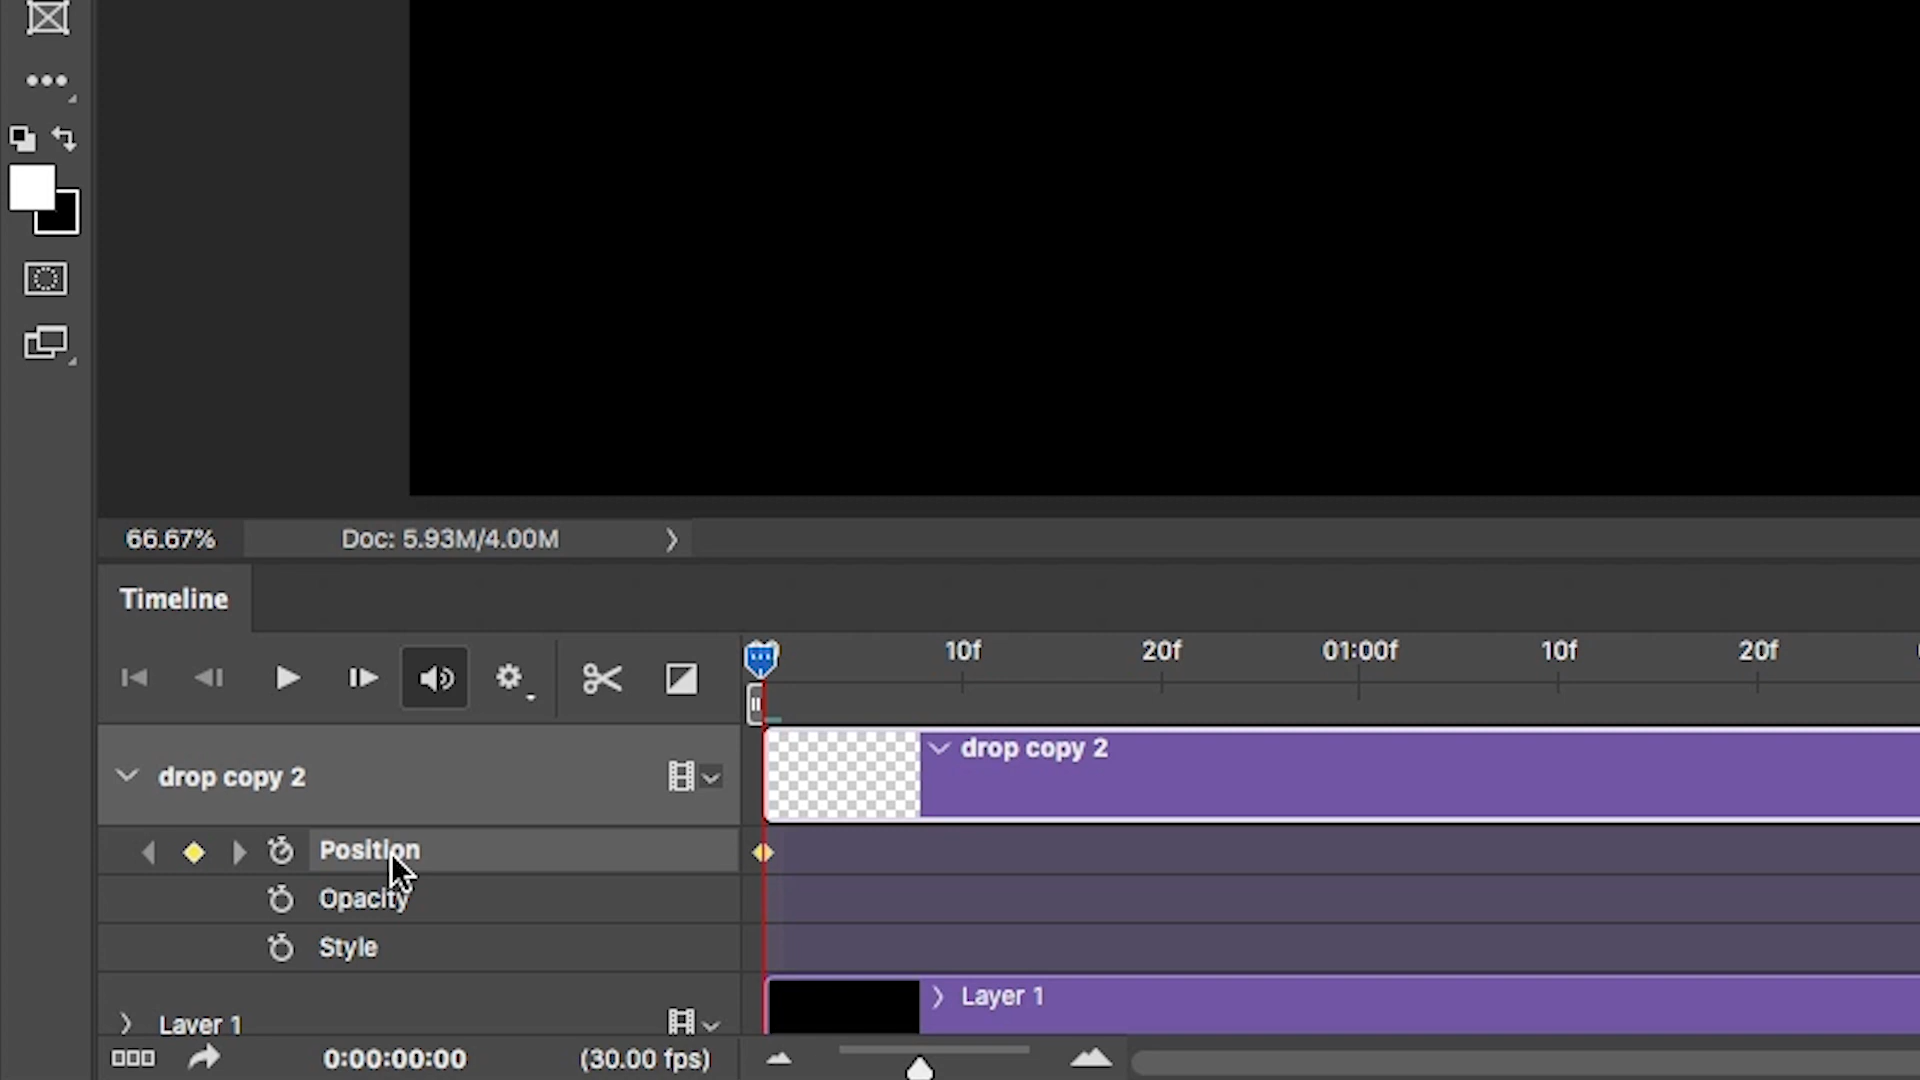 66.67%
Doc: 5.93M/4.00M
Timeline
10f
20f
01:00f
10f
20f
drop copy 2
drop copy 2
Position
Opacity
Style
Layer 1
Layer 1
0:00:00:00
(30.00 fps)